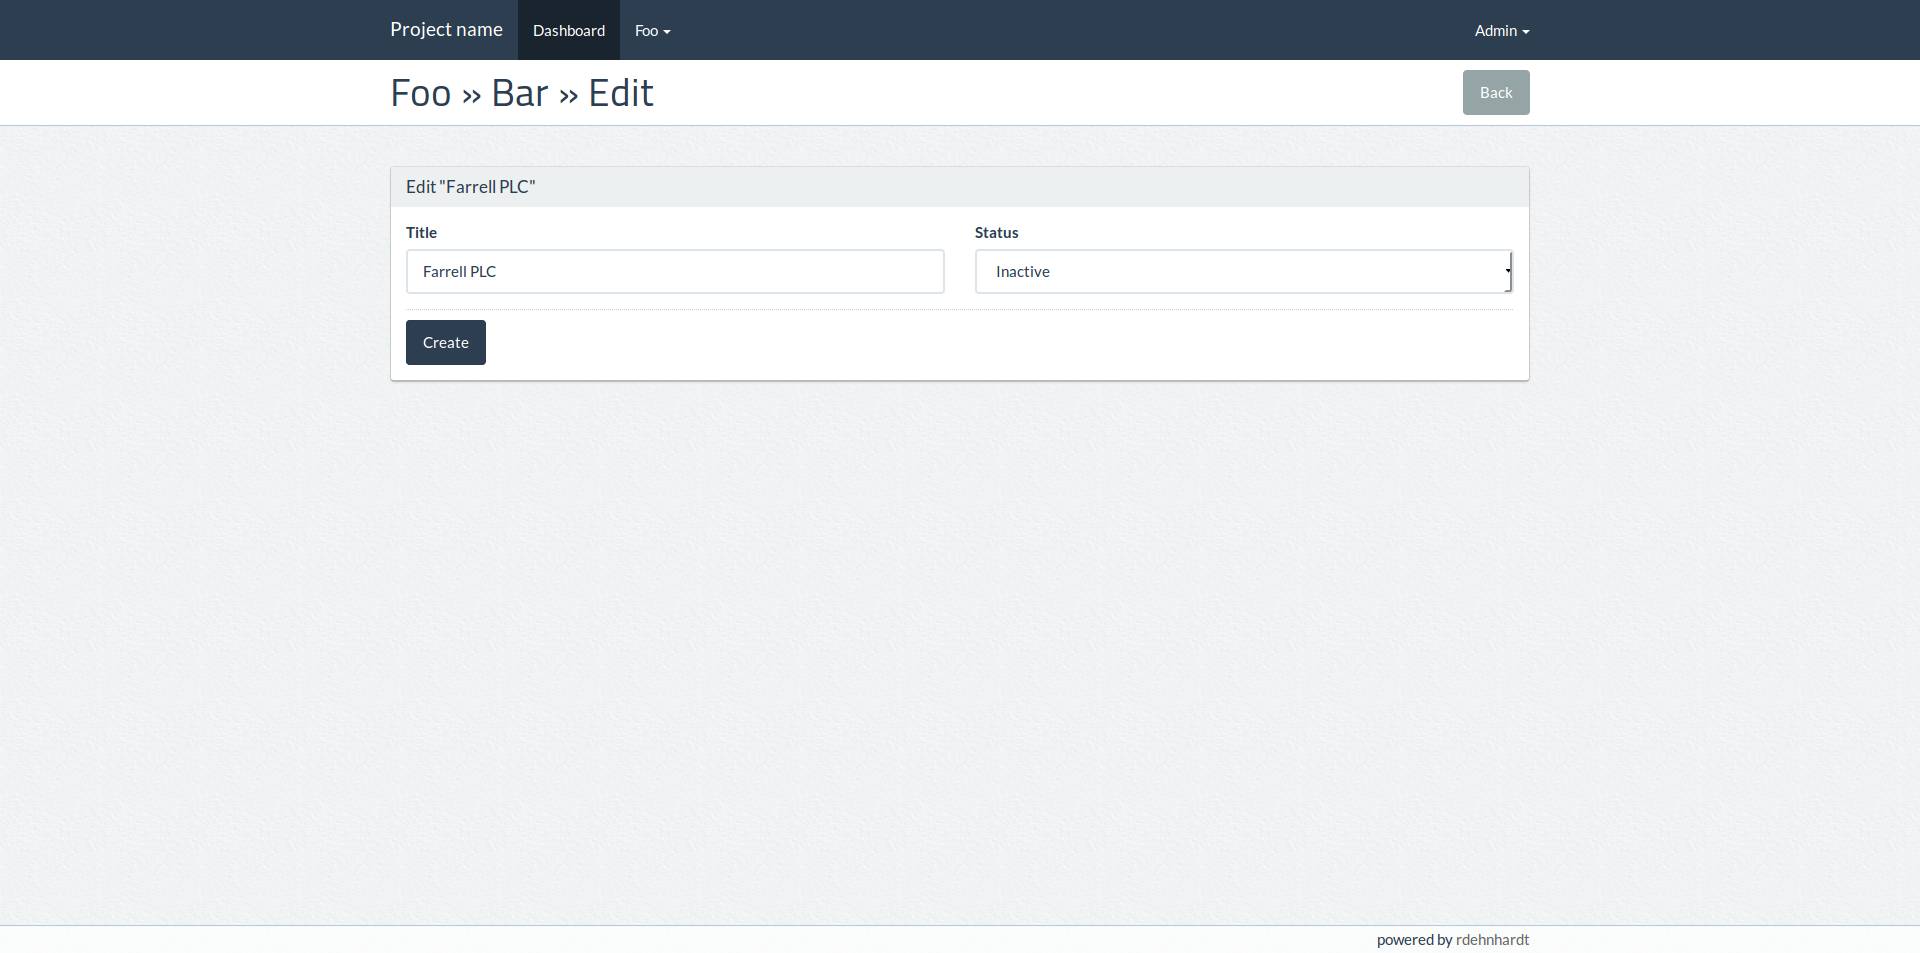 Project name Dashboard Foo Admin
Foo » Bar » Edit Back
Edit "Farrell PLC"
Title Status
Farrell PLC Inactive
Create
powered by rdehnhardt